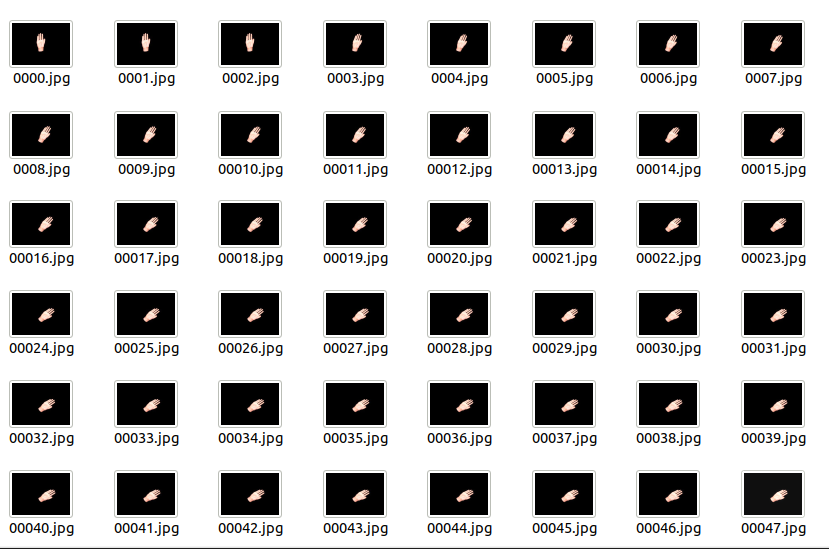 0000.jpg 0001.jpg 0002.jpg 0003.jpg 0004.jpg 0005.jpg 0006.jpg 0007.jpg
0008.jpg 0009.jpg 00010.jpg 00011.jpg 00012.jpg 00013.jpg 00014.jpg 00015.jpg
00016.jpg 00017.jpg 00018.jpg 00019.jpg 00020.jpg 00021.jpg 00022.jpg 00023.jpg
00024.jpg 00025.jpg 00026.jpg 00027.jpg 00028.jpg 00029.jpg 00030.jpg 00031.jpg
00032.jpg 00033.jpg 00034.jpg 00035.jpg 00036.jpg 00037.jpg 00038.jpg 00039.jpg
00040.jpg 00041.jpg 00042.jpg 00043.jpg 00044.jpg 00045.jpg 00046.jpg 00047.jpg